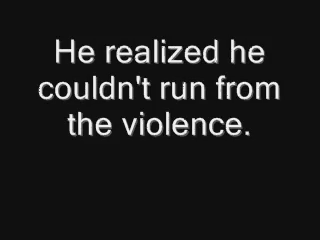 He realized he
couldn't run from
the violence.